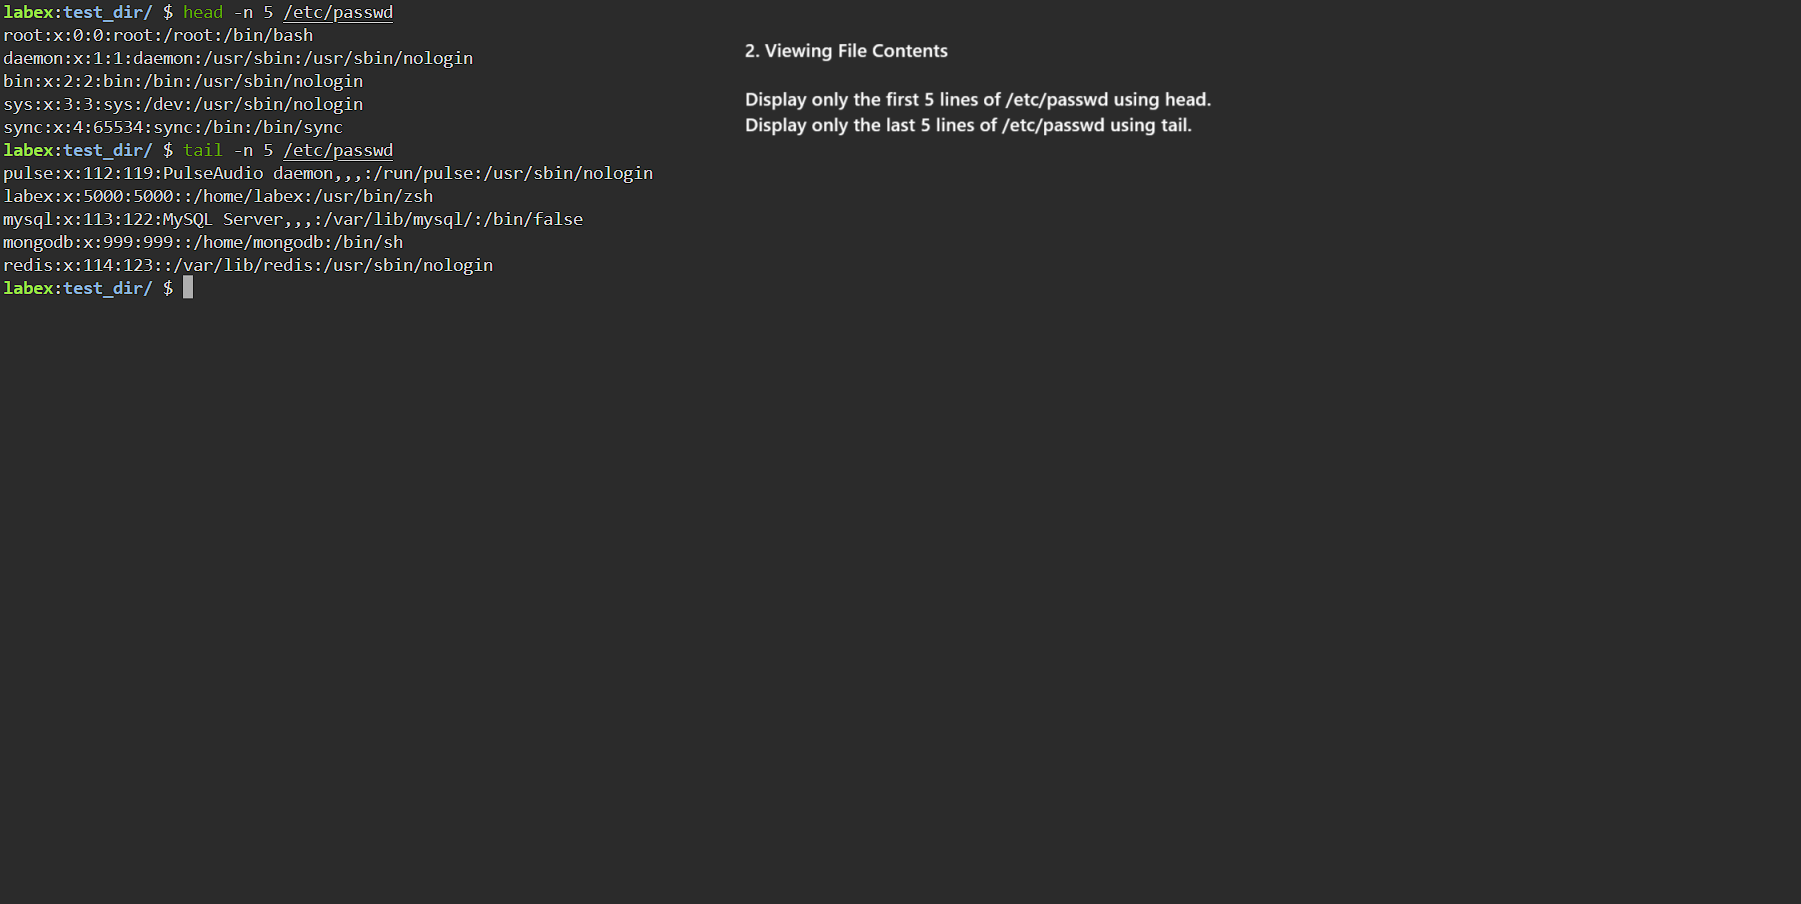 labex:test_dir/ $ head -n 5 /etc/passwd
root:x:0:0:root:/root:/bin/bash
daemon:x:1:1:daemon:/usr/sbin:/usr/sbin/nologin
bin:x:2:2:bin:/bin:/usr/sbin/nologin
sys:x:3:3:sys:/dev:/usr/sbin/nologin
sync:x:4:65534:sync:/bin:/bin/sync
labex:test_dir/ $ tail -n 5 /etc/passwd
pulse:x:112:119:PulseAudio daemon,,,:/run/pulse:/usr/sbin/nologin
labex:x:5000:5000::/home/labex:/usr/bin/zsh
mysql:x:113:122:MySQL Server,,,:/var/lib/mysql/:/bin/false
mongodb:x:999:999::/home/mongodb:/bin/sh
redis:x:114:123::/var/lib/redis:/usr/sbin/nologin
labex:test_dir/ $
2. Viewing File Contents
Display only the first 5 lines of /etc/passwd using head.
Display only the last 5 lines of /etc/passwd using tail.